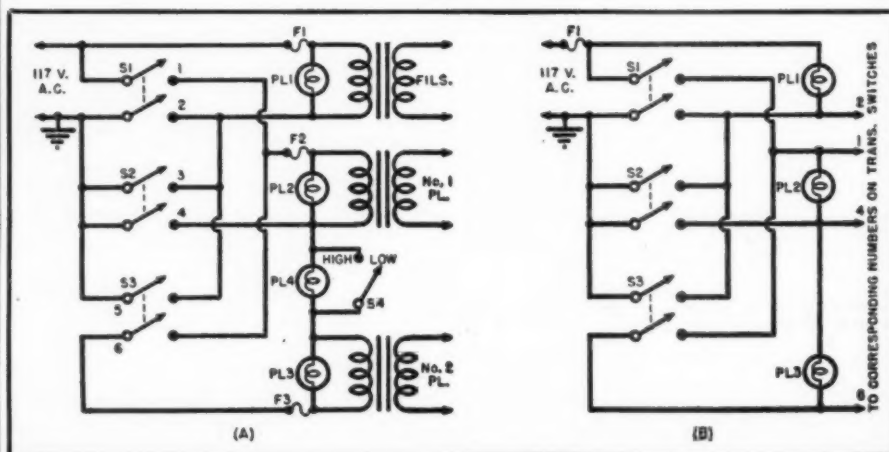 117 V.
A.C.
S1
1
2
F1
PL1
FILS.
F2
S2
3
4
PL2
No. 1
PL.
HIGH
LOW
PL4
S4
S3
5
6
PL3
No. 2
PL.
F3
(A)
F1
117 V.
A.C.
S1
PL1
2
1
S2
PL2
4
S3
PL3
6
TO CORRESPONDING NUMBERS ON TRANS. SWITCHES
(B)